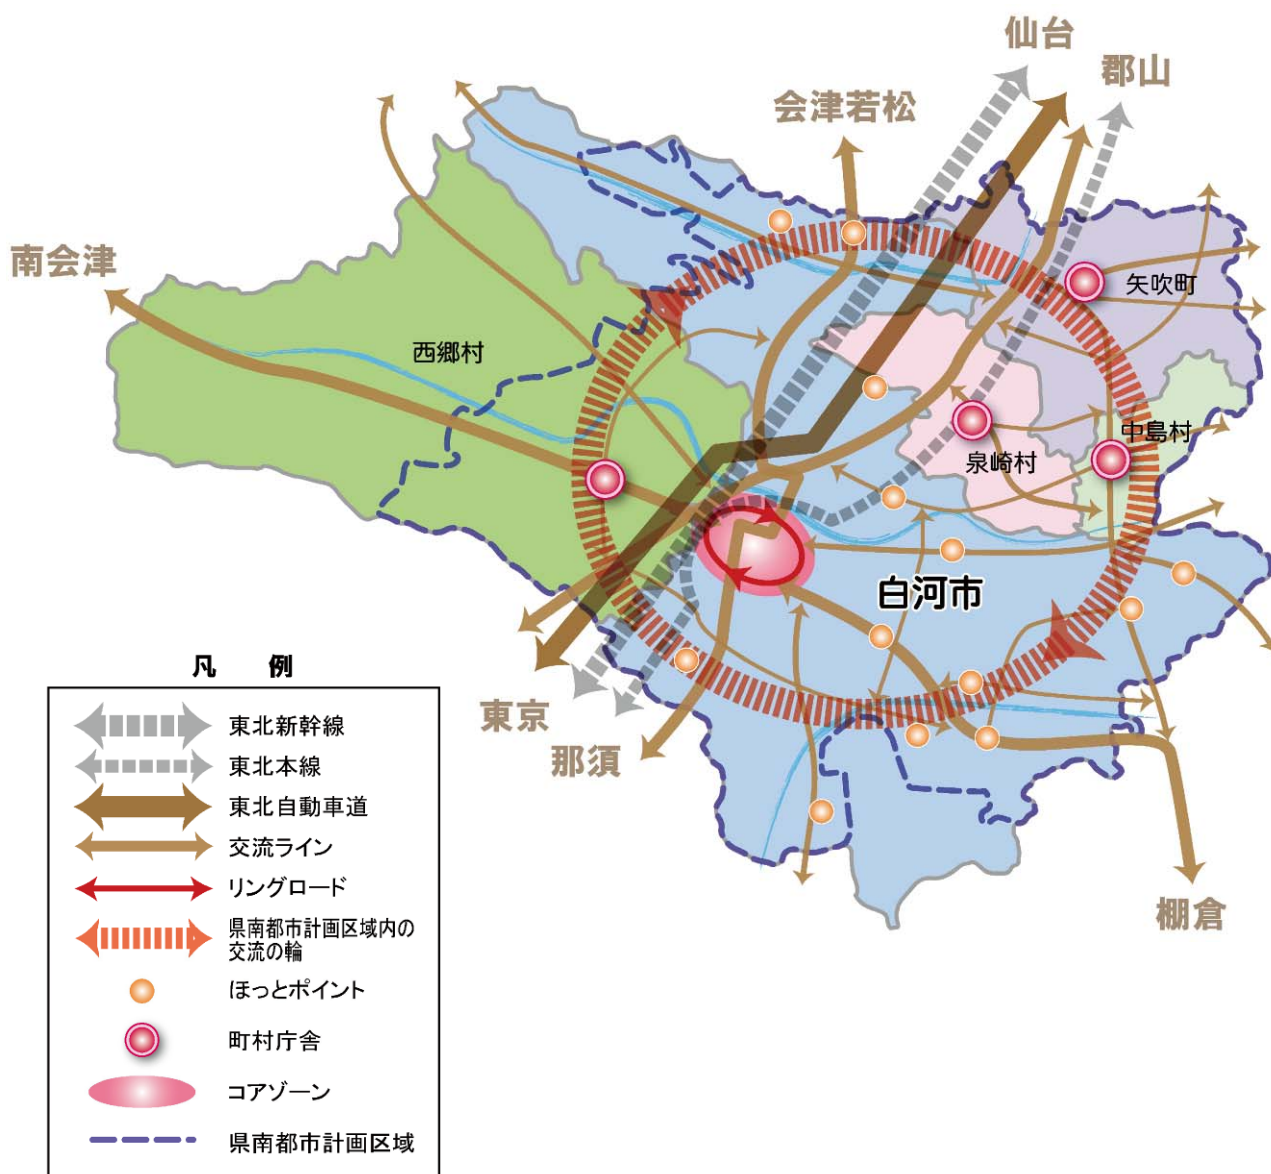 仙台
郡山
会津若松
南会津
矢吹町
西郷村
中島村
泉崎村
白河市
東京
那須
棚倉
凡 例
東北新幹線
東北本線
東北自動車道
交流ライン
リングロード
県南都市計画区域内の
交流の輪
ほっとポイント
町村庁舎
コアゾーン
県南都市計画区域